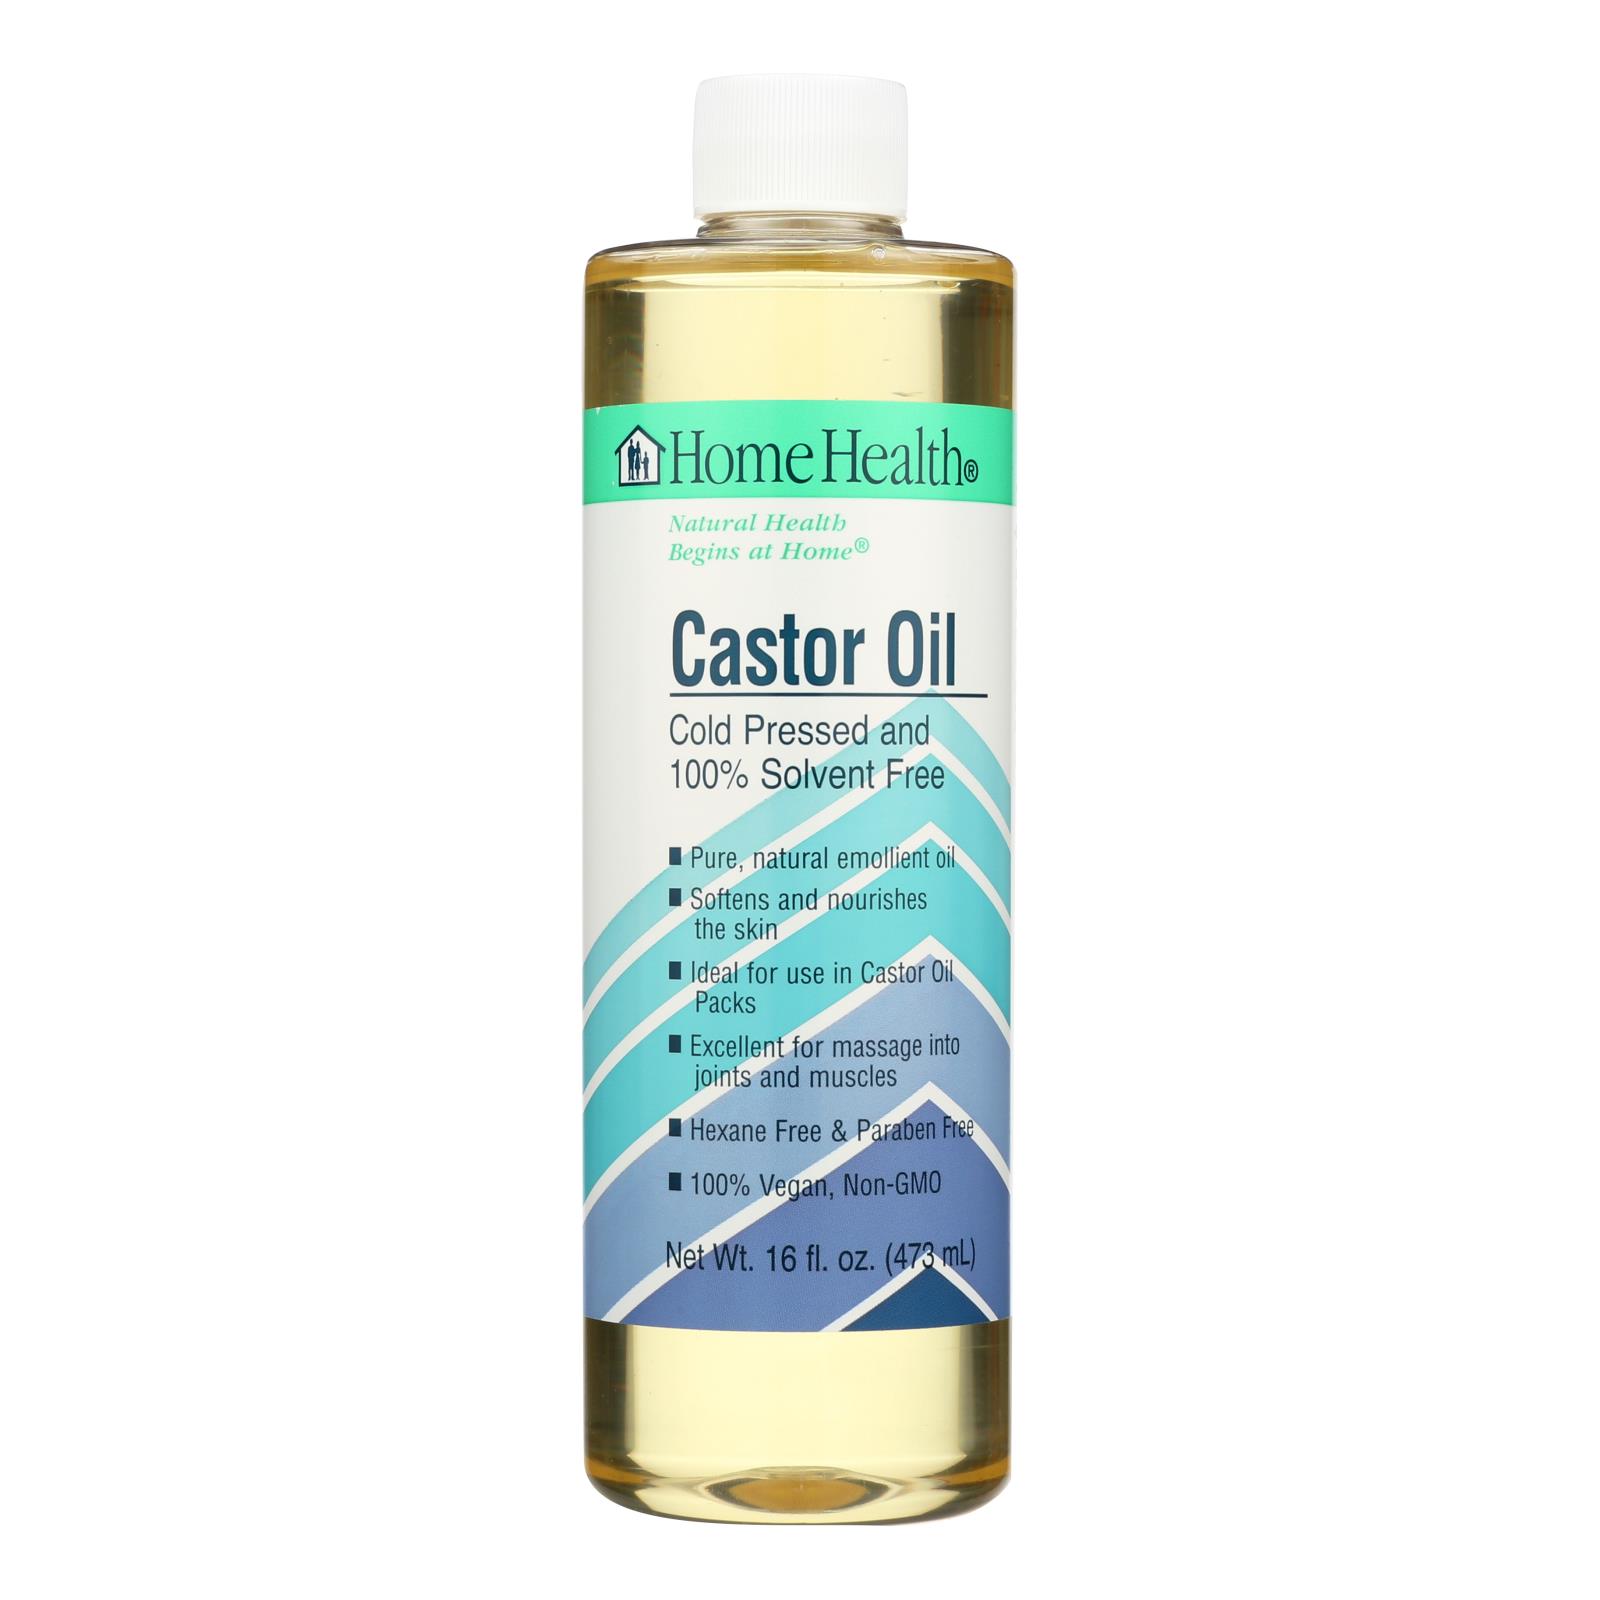 HomeHealth®
Natural Health
Begins at Home®
Castor Oil
Cold Pressed and
100% Solvent Free
■ Pure, natural emollient oil
■ Softens and nourishes
the skin
■ Ideal for use in Castor Oil
Packs
■ Excellent for massage into
joints and muscles
■ Hexane Free & Paraben Free
■ 100% Vegan, Non-GMO
Net Wt. 16 fl. oz. (473 mL)